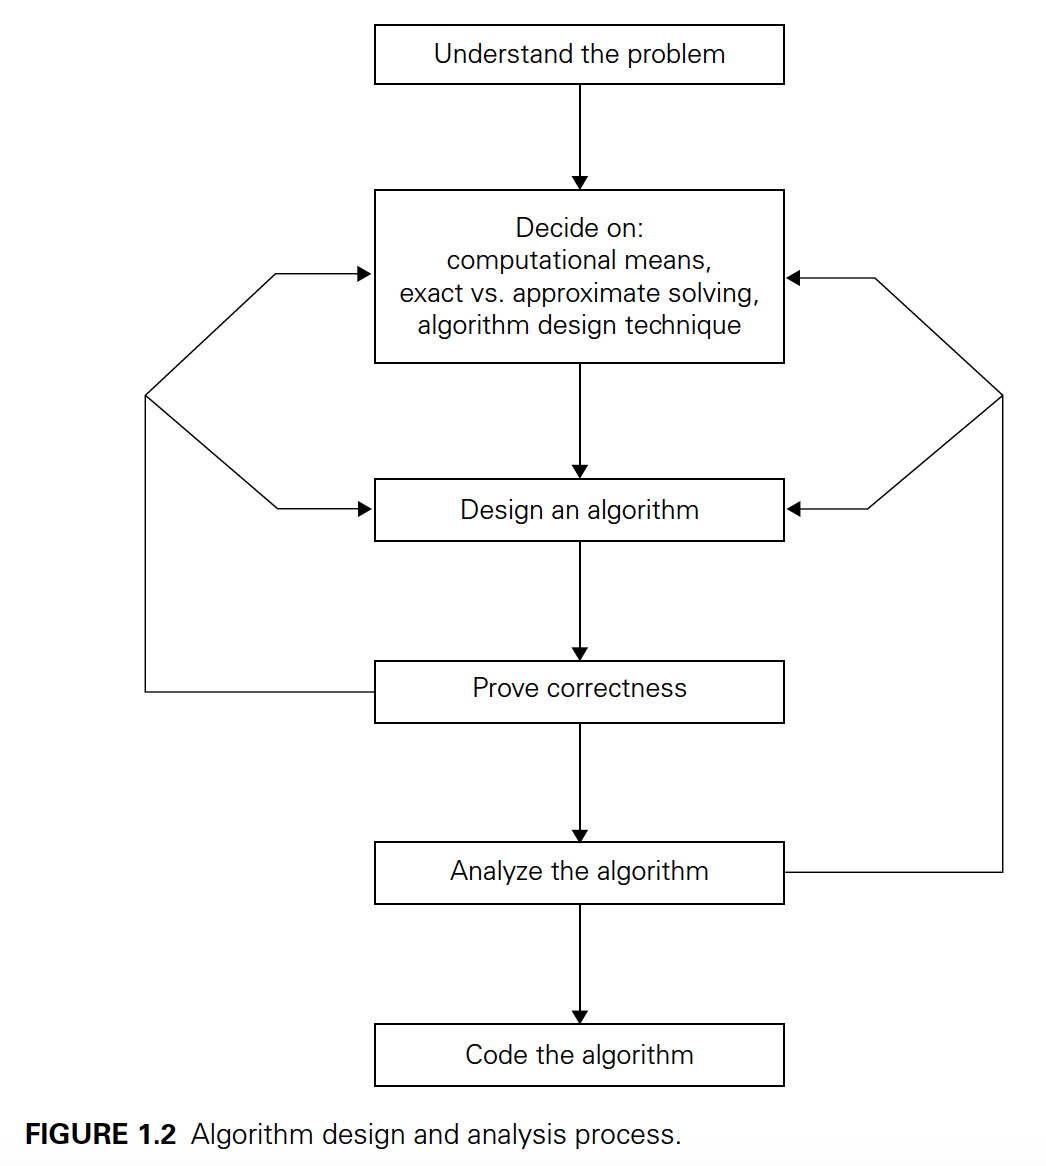 Understand the problem
Decide on:
computational means,
exact vs. approximate solving,
algorithm design technique
Design an algorithm
Prove correctness
Analyze the algorithm
Code the algorithm
FIGURE 1.2 Algorithm design and analysis process.